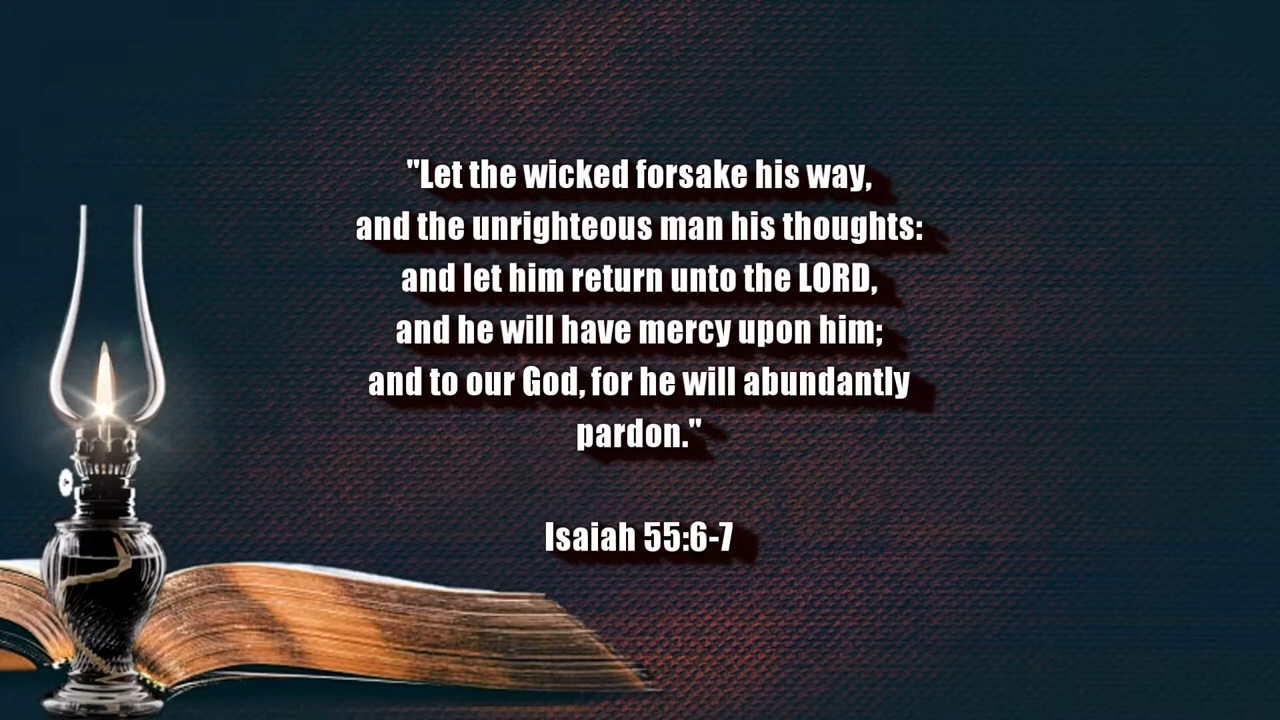 "Let the wicked forsake his way,
and the unrighteous man his thoughts:
and let him return unto the LORD,
and he will have mercy upon him;
and to our God, for he will abundantly
pardon."
Isaiah 55:6-7